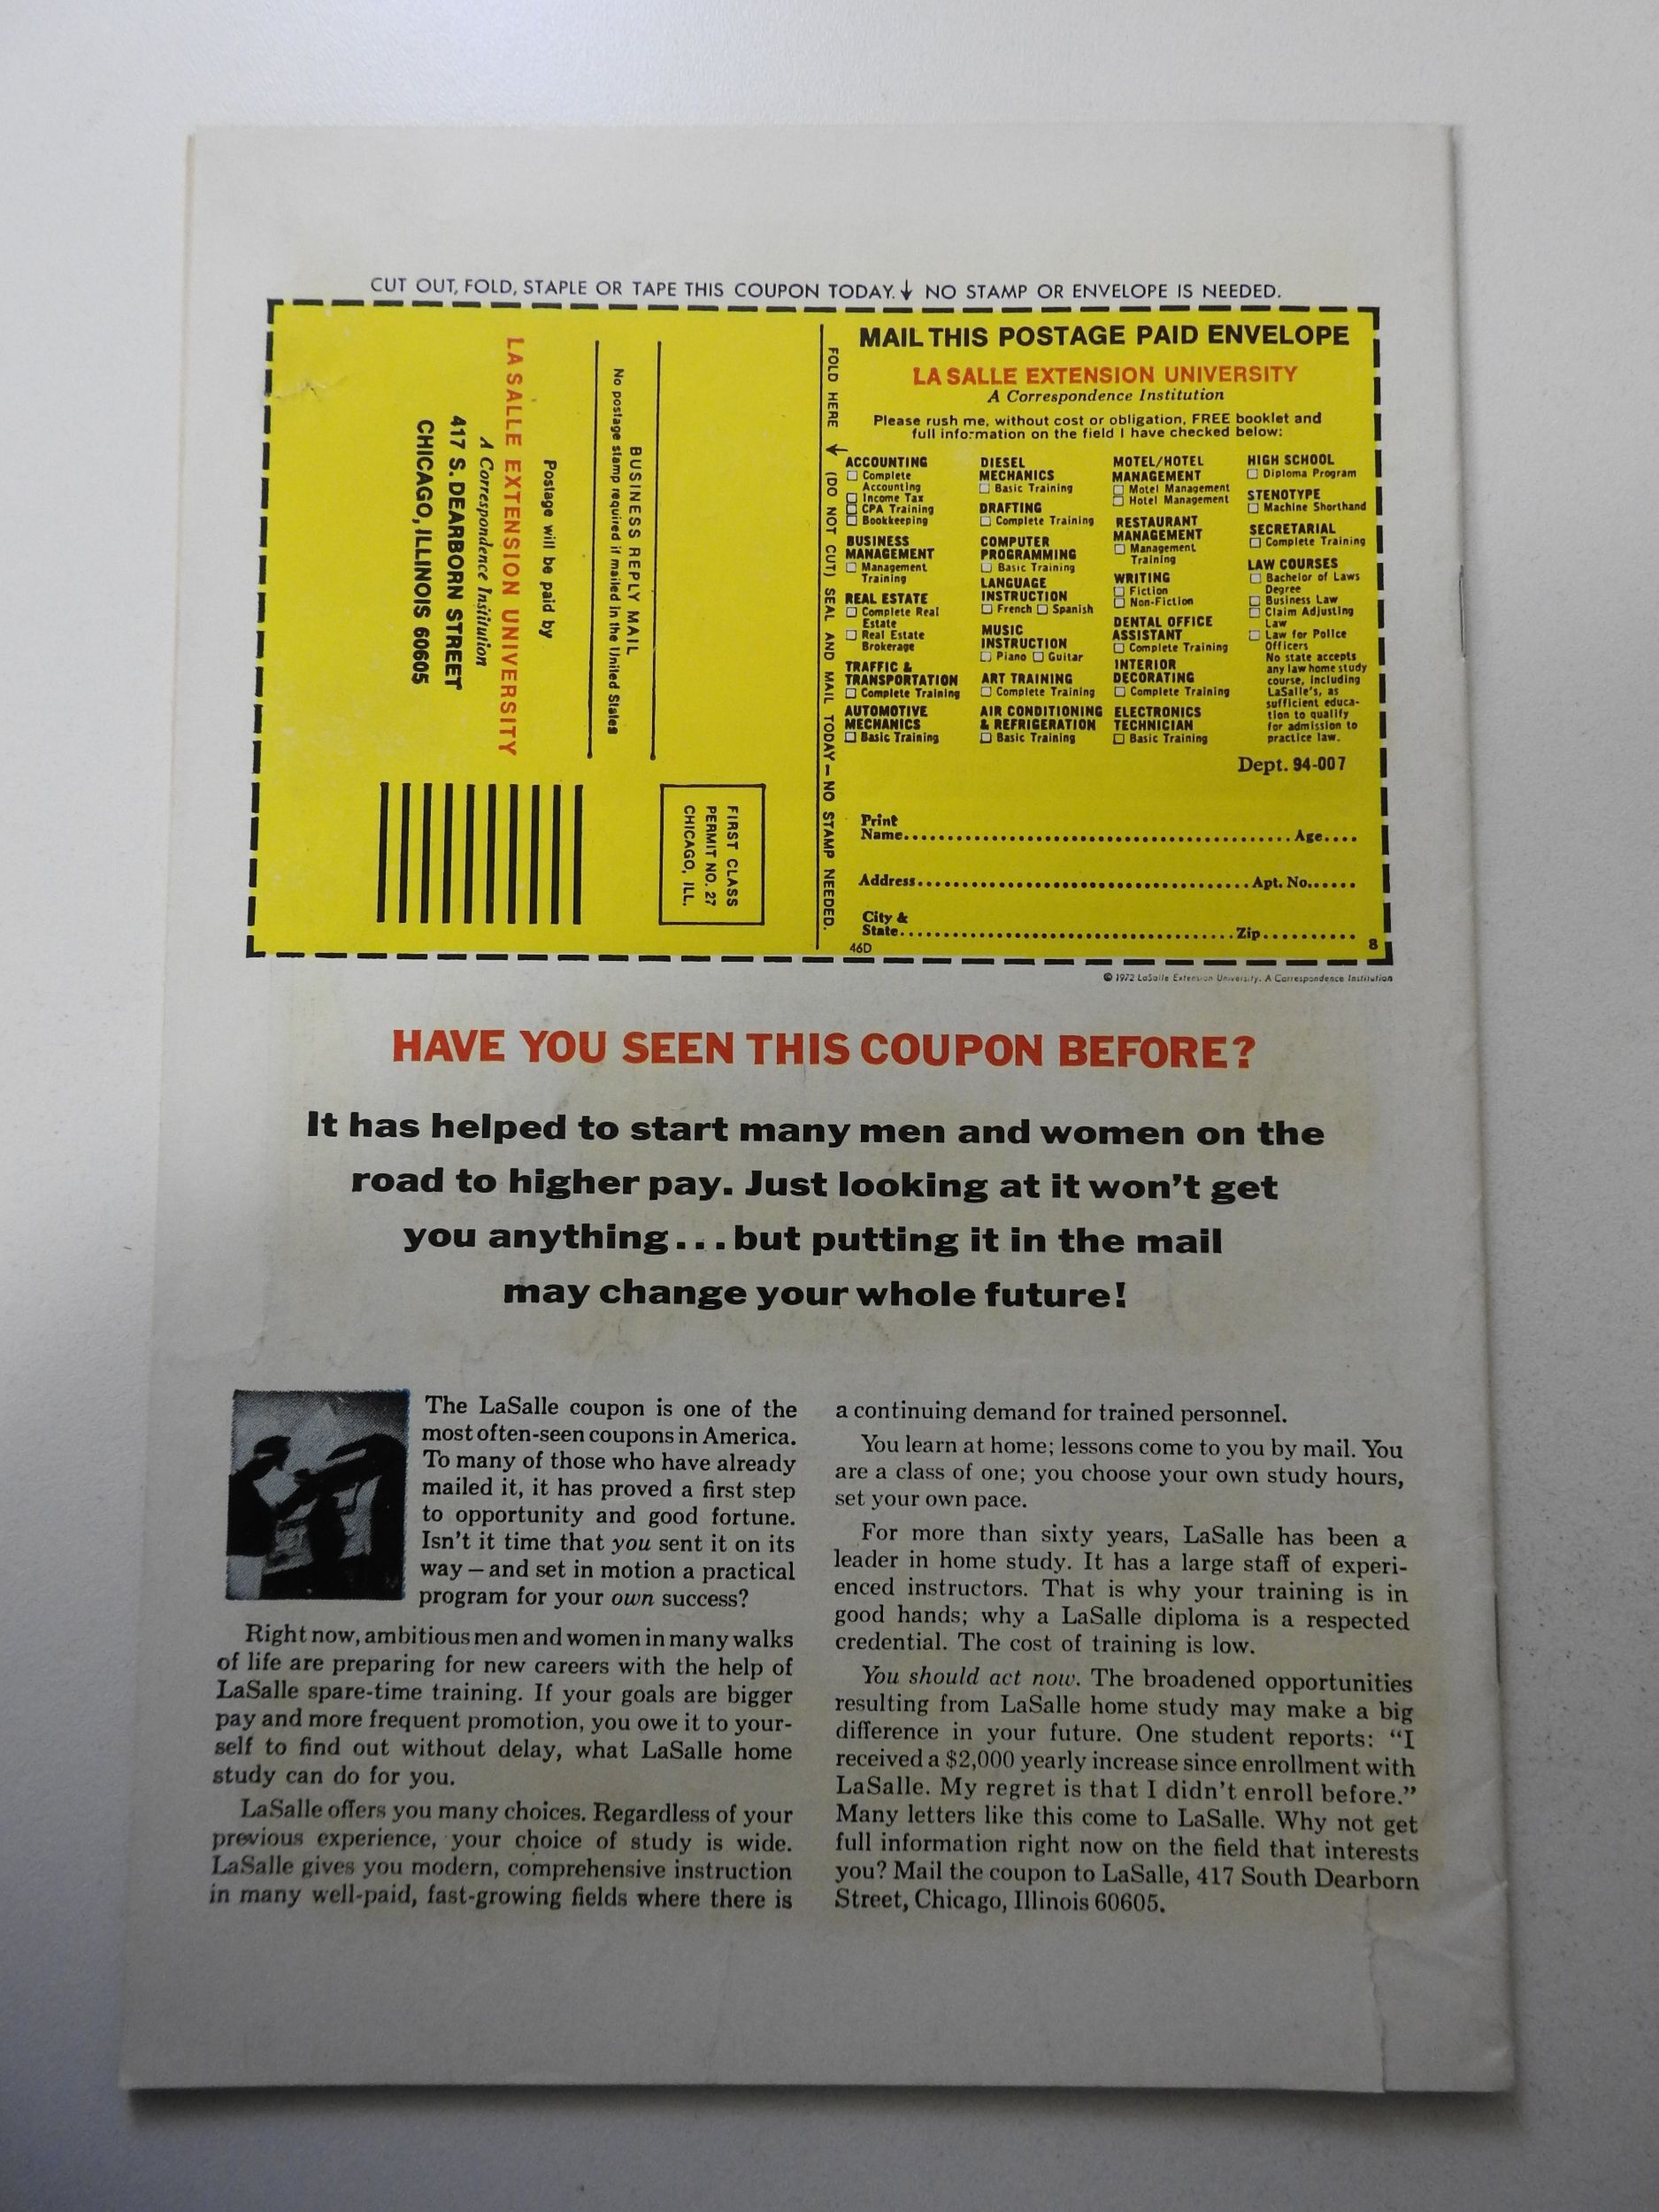 CUT OUT, FOLD, STAPLE OR TAPE THIS COUPON TODAY. ↓ NO STAMP OR ENVELOPE IS NEEDED.
FIRST CLASS
PERMIT NO. 27
CHICAGO, ILL.
BUSINESS REPLY MAIL
No postage stamp required if mailed in the United States
Postage will be paid by
LA SALLE EXTENSION UNIVERSITY
A Correspondence Institution
417 S. DEARBORN STREET
CHICAGO, ILLINOIS 60605
FOLD HERE ↓ (DO NOT CUT) SEAL AND MAIL TODAY — NO STAMP NEEDED.
MAIL THIS POSTAGE PAID ENVELOPE
LA SALLE EXTENSION UNIVERSITY
A Correspondence Institution
Please rush me, without cost or obligation, FREE booklet and
full information on the field I have checked below:
ACCOUNTING
☐ Complete
Accounting
☐ Income Tax
☐ CPA Training
☐ Bookkeeping
BUSINESS
MANAGEMENT
☐ Management
Training
REAL ESTATE
☐ Complete Real
Estate
☐ Real Estate
Brokerage
TRAFFIC &
TRANSPORTATION
☐ Complete Training
AUTOMOTIVE
MECHANICS
☐ Basic Training
DIESEL
MECHANICS
☐ Basic Training
DRAFTING
☐ Complete Training
COMPUTER
PROGRAMMING
☐ Basic Training
LANGUAGE
INSTRUCTION
☐ French ☐ Spanish
MUSIC
INSTRUCTION
☐ Piano ☐ Guitar
ART TRAINING
☐ Complete Training
AIR CONDITIONING
& REFRIGERATION
☐ Basic Training
MOTEL/HOTEL
MANAGEMENT
☐ Motel Management
☐ Hotel Management
RESTAURANT
MANAGEMENT
☐ Management
Training
WRITING
☐ Fiction
☐ Non-Fiction
DENTAL OFFICE
ASSISTANT
☐ Complete Training
INTERIOR
DECORATING
☐ Complete Training
ELECTRONICS
TECHNICIAN
☐ Basic Training
HIGH SCHOOL
☐ Diploma Program
STENOTYPE
☐ Machine Shorthand
SECRETARIAL
☐ Complete Training
LAW COURSES
☐ Bachelor of Laws
Degree
☐ Business Law
☐ Claim Adjusting
Law
☐ Law for Police
Officers
No state accepts
any law home study
course, including
LaSalle's, as
sufficient educa-
tion to qualify
for admission to
practice law.
Dept. 94-007
Print
Name.......... Age....
Address.......... Apt. No......
City &
State.......... Zip..........
46D 8
© 1972 LaSalle Extension University. A Correspondence Institution
HAVE YOU SEEN THIS COUPON BEFORE?
It has helped to start many men and women on the
road to higher pay. Just looking at it won't get
you anything...but putting it in the mail
may change your whole future!
The LaSalle coupon is one of the
most often-seen coupons in America.
To many of those who have already
mailed it, it has proved a first step
to opportunity and good fortune.
Isn't it time that you sent it on its
way – and set in motion a practical
program for your own success?
Right now, ambitious men and women in many walks
of life are preparing for new careers with the help of
LaSalle spare-time training. If your goals are bigger
pay and more frequent promotion, you owe it to your-
self to find out without delay, what LaSalle home
study can do for you.
LaSalle offers you many choices. Regardless of your
previous experience, your choice of study is wide.
LaSalle gives you modern, comprehensive instruction
in many well-paid, fast-growing fields where there is
a continuing demand for trained personnel.
You learn at home; lessons come to you by mail. You
are a class of one; you choose your own study hours,
set your own pace.
For more than sixty years, LaSalle has been a
leader in home study. It has a large staff of experi-
enced instructors. That is why your training is in
good hands; why a LaSalle diploma is a respected
credential. The cost of training is low.
You should act now. The broadened opportunities
resulting from LaSalle home study may make a big
difference in your future. One student reports: “I
received a $2,000 yearly increase since enrollment with
LaSalle. My regret is that I didn't enroll before.”
Many letters like this come to LaSalle. Why not get
full information right now on the field that interests
you? Mail the coupon to LaSalle, 417 South Dearborn
Street, Chicago, Illinois 60605.